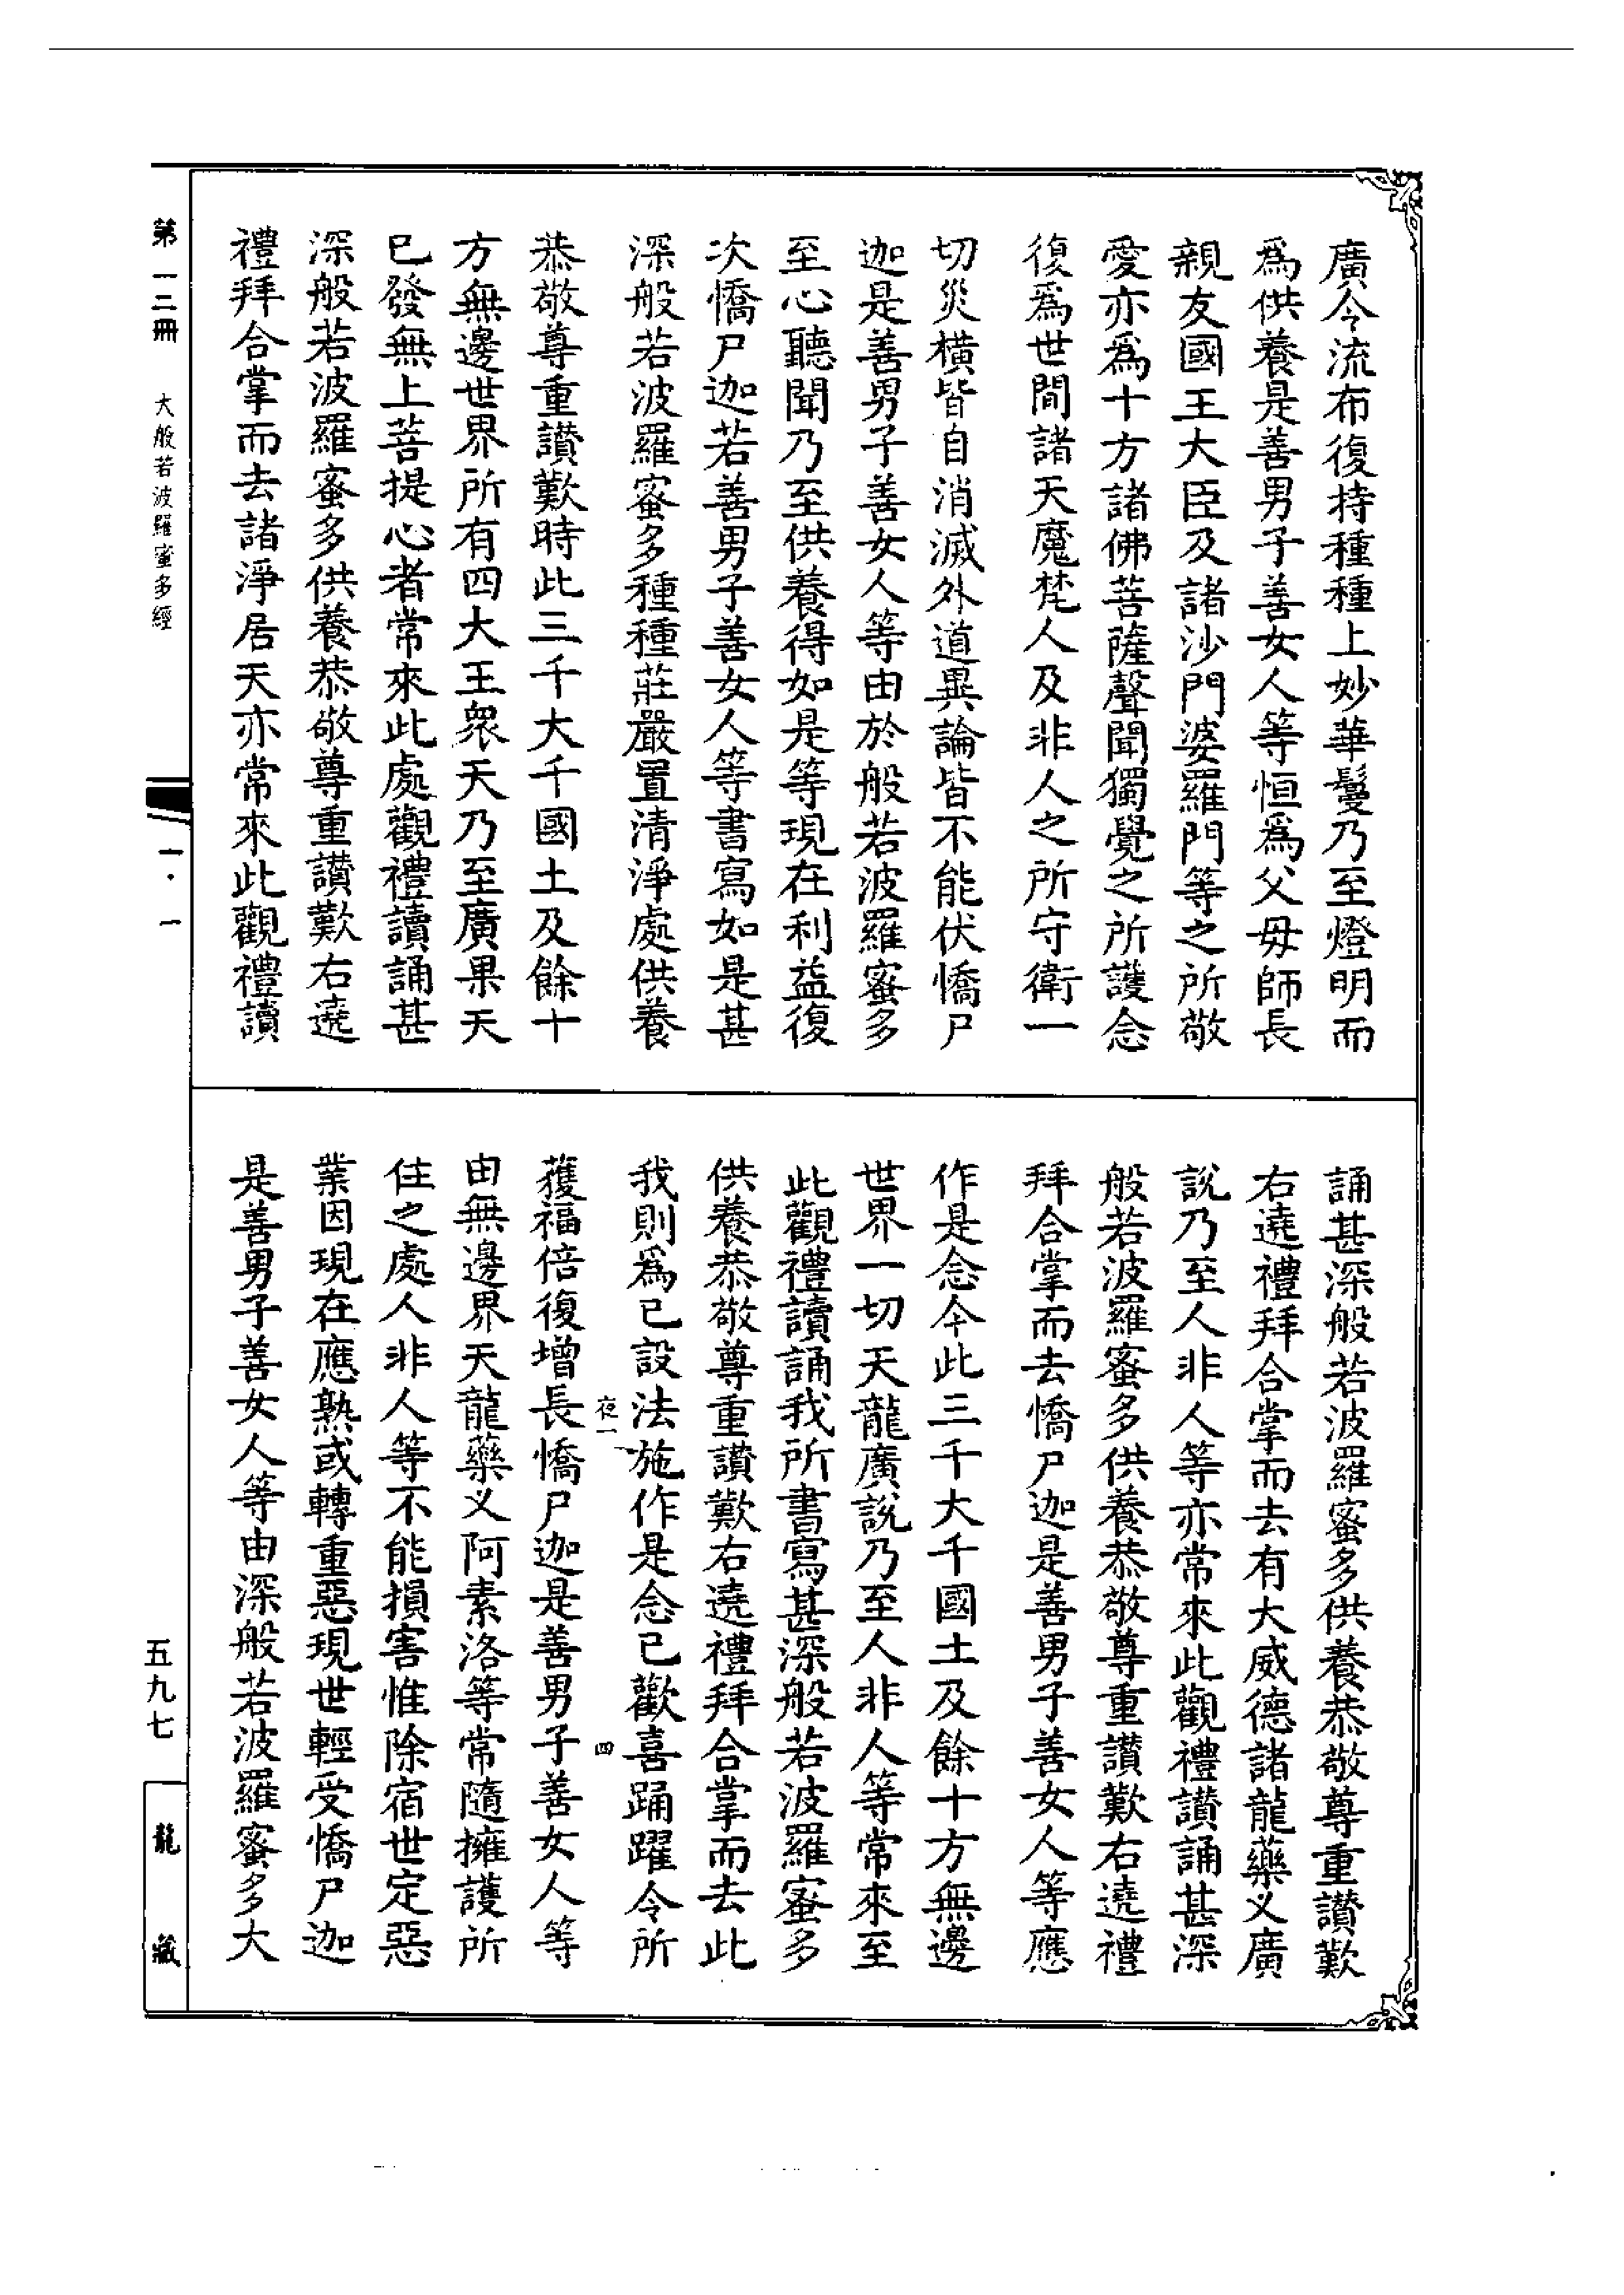 廣令流布復持種種上妙華鬘乃至燈明而
為供養是善男子善女人等恒為父母師長
親友國王大臣及諸沙門婆羅門等之所敬
愛亦為十方諸佛菩薩聲聞獨覺之所護念
復為世間諸天魔梵人及非人之所守衛一
切災橫皆自消滅外道異論皆不能伏憍尸
迦是善男子善女人等由於般若波羅蜜多
至心聽聞乃至供養得如是等現在利益復
次憍尸迦若善男子善女人等書寫如是甚
深般若波羅蜜多種種莊嚴置清淨處供養
恭敬尊重讃歎時此三千大千國土及餘十
方無邊世界所有四大王衆天乃至廣果天
已發無上菩提心者常來此處觀禮讀誦甚
深般若波羅蜜多供養恭敬尊重讃歎右遶
禮拜合掌而去諸淨居天亦常來此觀禮讀
誦甚深般若波羅蜜多供養恭敬尊重讃歎
右遶禮拜合掌而去有大威德諸龍藥义廣
說乃至人非人等亦常來此觀禮讃誦甚深
般若波羅蜜多供養恭敬尊重讃歎右遶禮
拜合掌而去憍尸迦是善男子善女人等應
作是念今此三千大千國土及餘十方無邊
世界一切天龍廣說乃至人非人等常來至
此觀禮讀誦我所書寫甚深般若波羅蜜多
供養恭敬尊重讃歎右遶禮拜合掌而去此
我則為已設法施作是念已歡喜踊躍令所
夜一 四
獲福倍復增長憍尸迦是善男子善女人等
由無邊界天龍藥义阿素洛等常隨擁護所
住之處人非人等不能損害惟除宿世定惡
業因現在應熟或轉重惡現世輕受憍尸迦
是善男子善女人等由深般若波羅蜜多大
第一二冊 大般若波羅蜜多經 一·一 五九七 龍藏